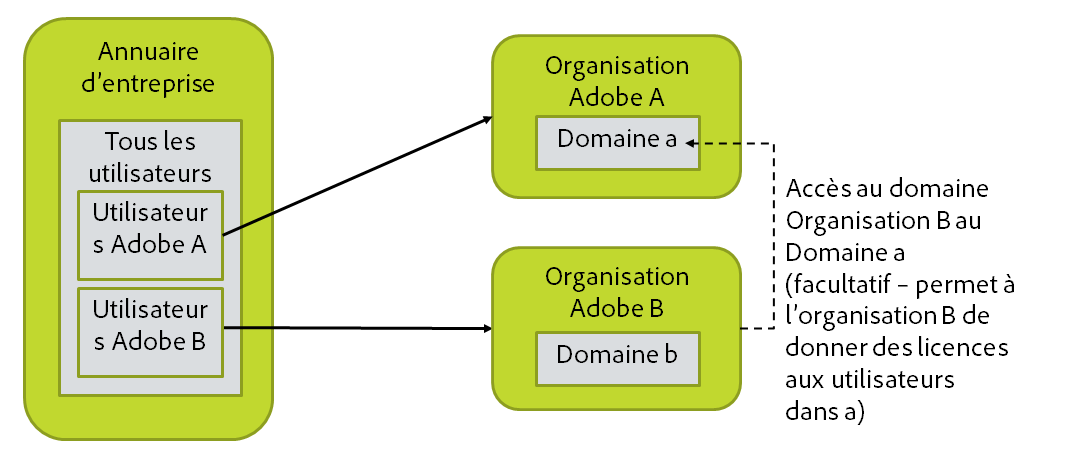 Annuaire
d'entreprise
Tous les
utilisateurs
Utilisateur
s Adobe A
Utilisateur
s Adobe B
Organisation
Adobe A
Domaine a
Organisation
Adobe B
Domaine b
Accès au domaine
Organisation B au
Domaine a
(facultatif – permet à
l'organisation B de
donner des licences
aux utilisateurs
dans a)